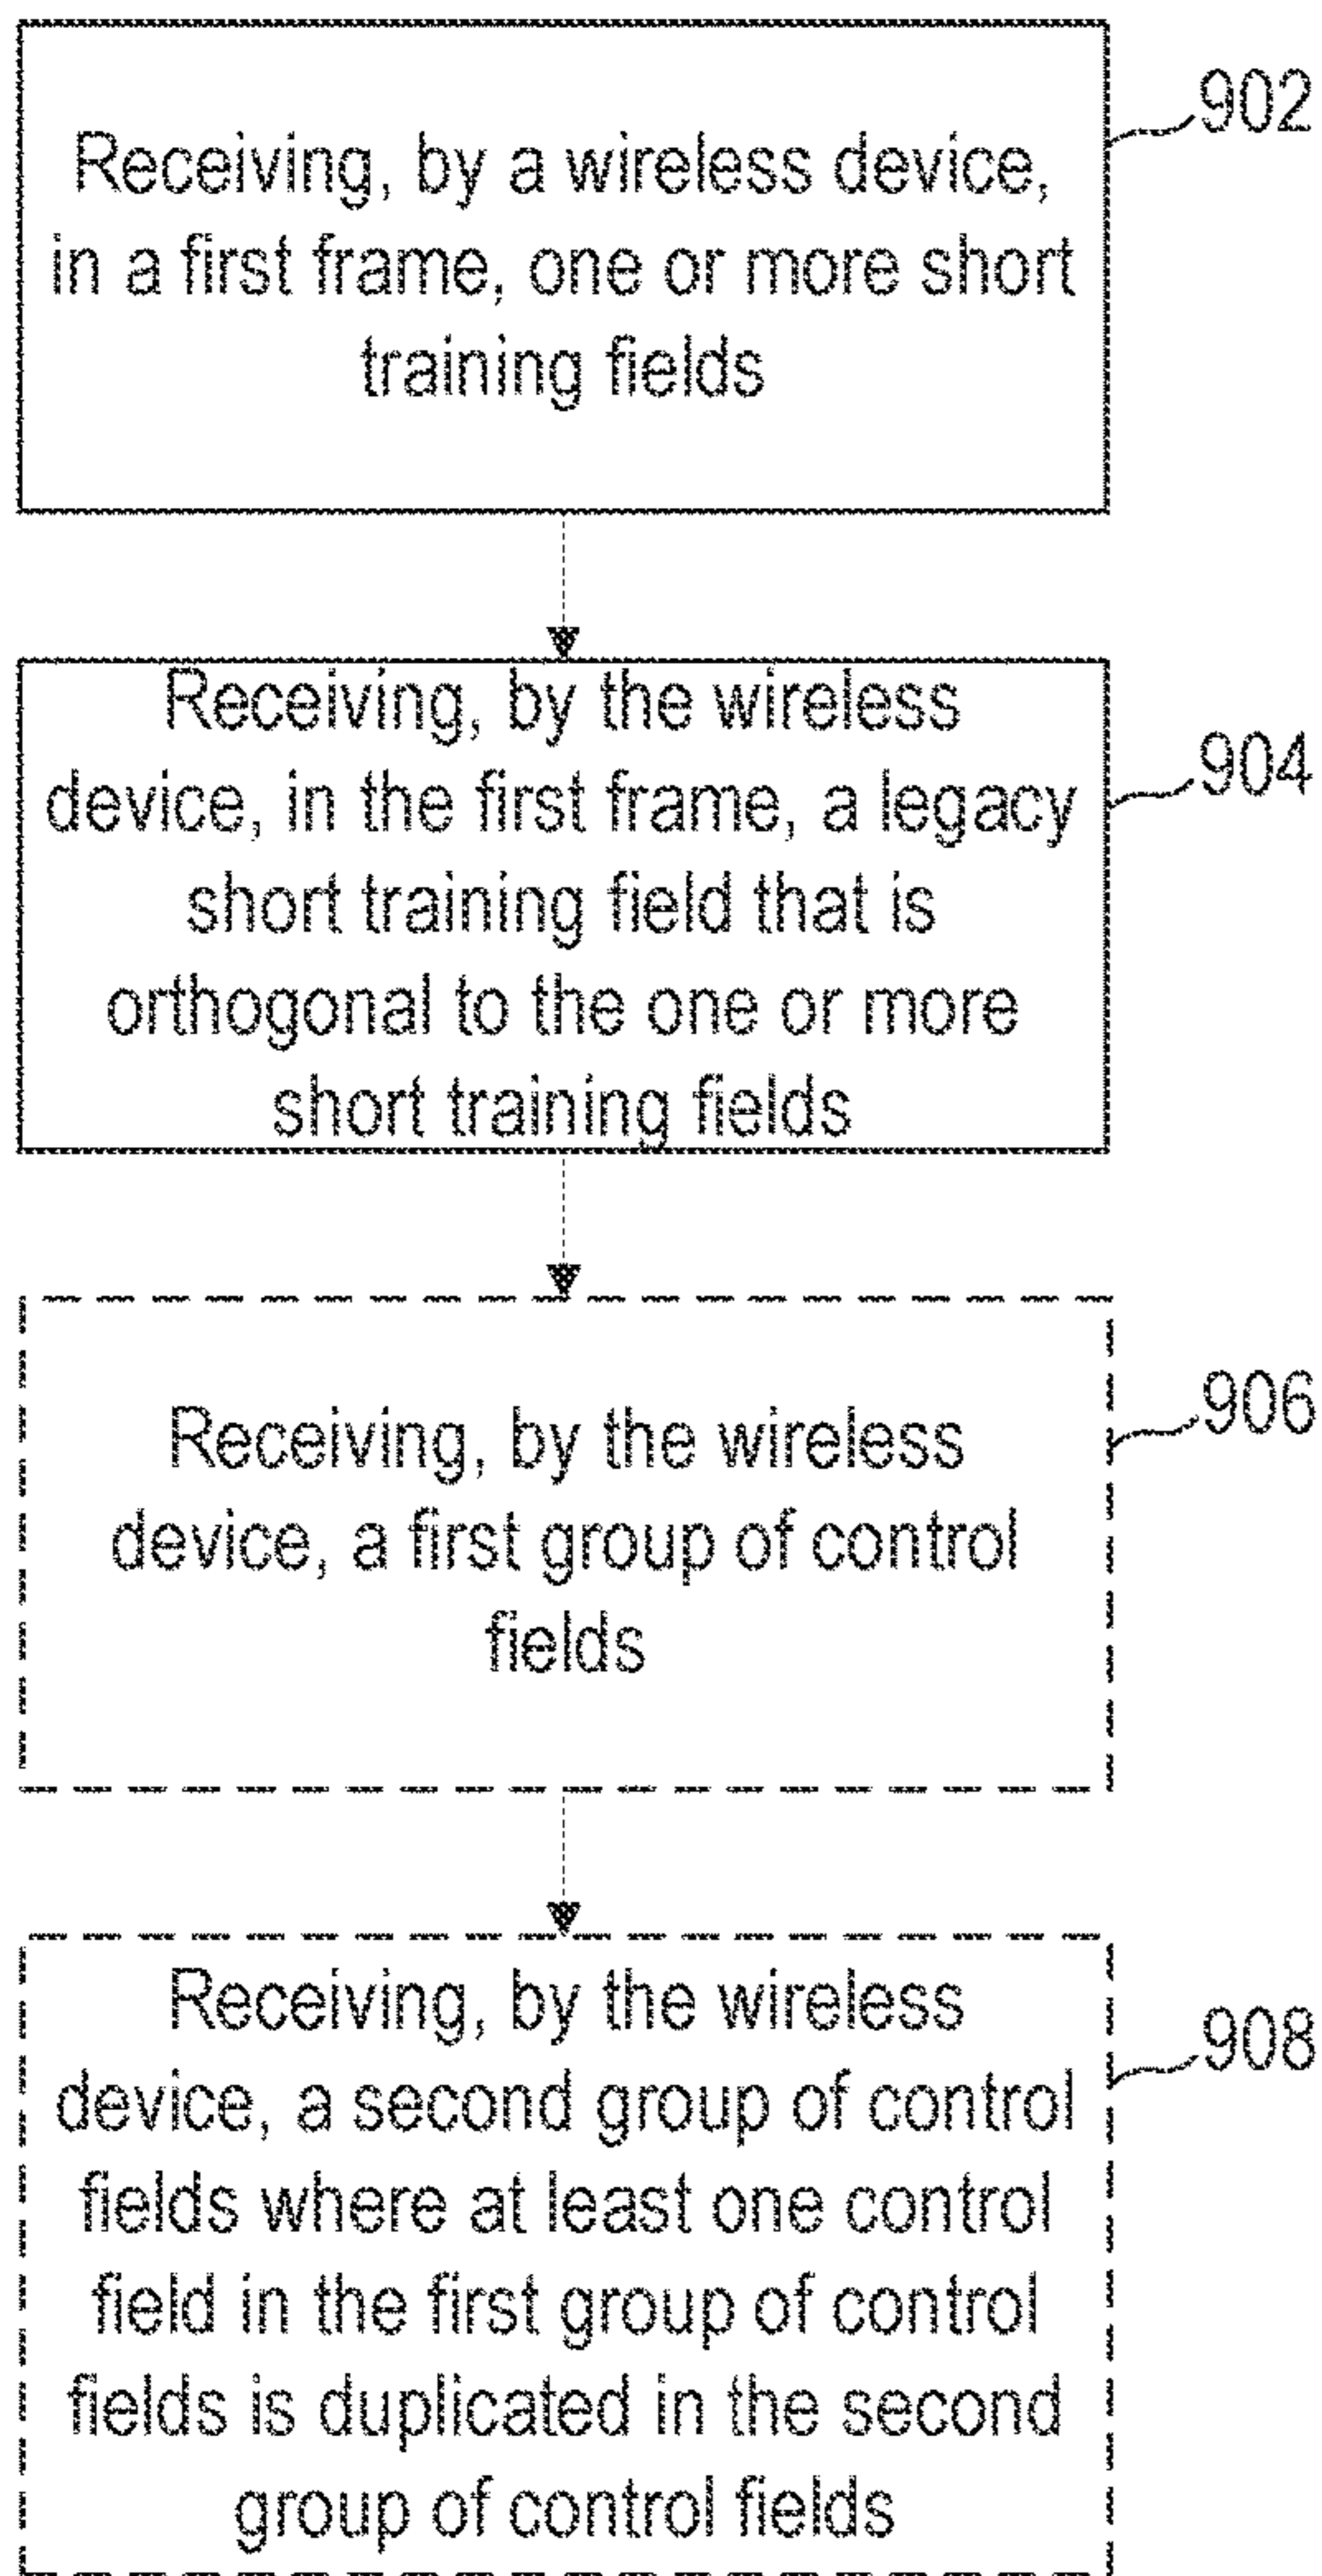 Receiving, by a wireless device,
in a first frame, one or more short
training fields
902
Receiving, by the wireless
device, in the first frame, a legacy
short training field that is
orthogonal to the one or more
short training fields
904
Receiving, by the wireless
device, a first group of control
fields
906
Receiving, by the wireless
device, a second group of control
fields where at least one control
field in the first group of control
fields is duplicated in the second
group of control fields
908